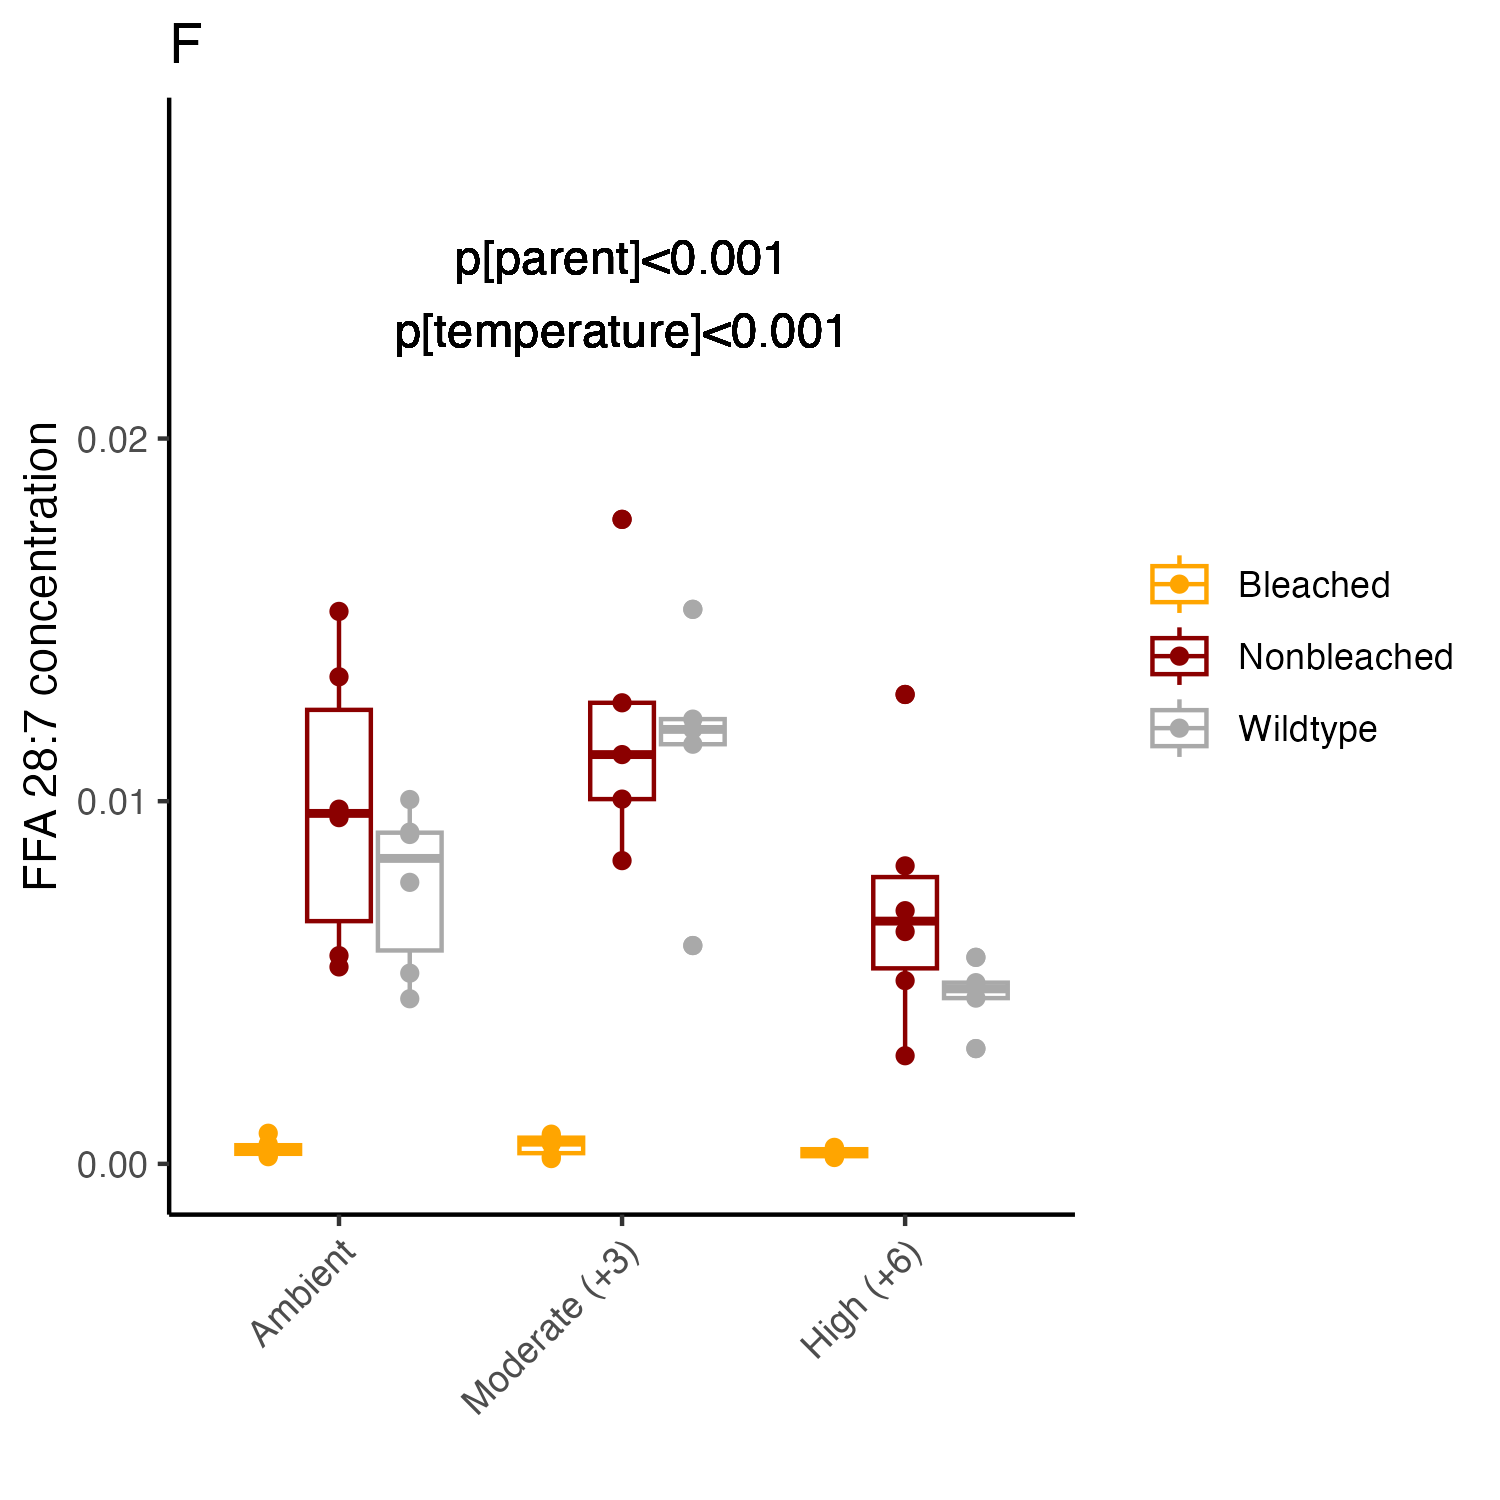 F
p[parent]<0.001
p[temperature]<0.001
FFA 28:7 concentration
0.02
0.01
0.00
Ambient
Moderate (+3)
High (+6)
Bleached
Nonbleached
Wildtype